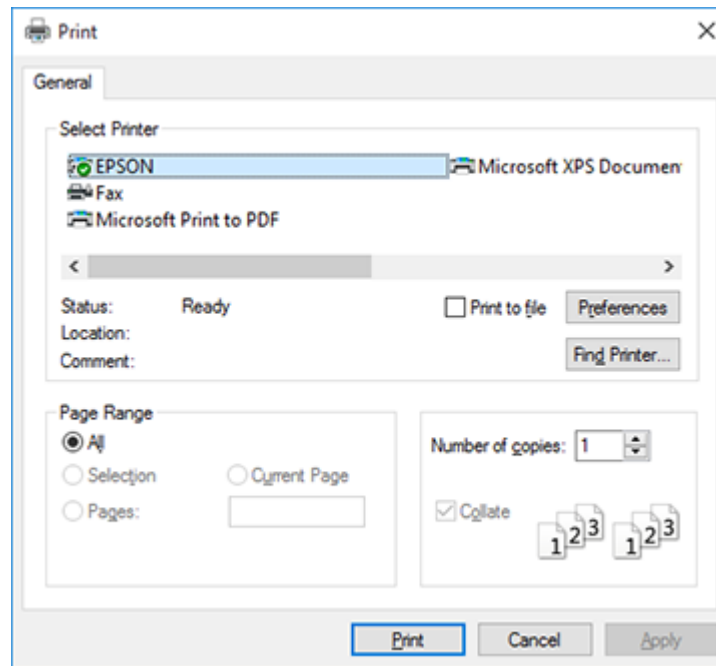 Print
General
Select Printer
EPSON Microsoft XPS Documen
Fax
Microsoft Print to PDF
Status: Ready Print to file Preferences
Location:
Comment: Find Printer...
Page Range
All Number of copies: 1
Selection Current Page
Pages: Collate
1 2 3 1 2 3
Print Cancel Apply